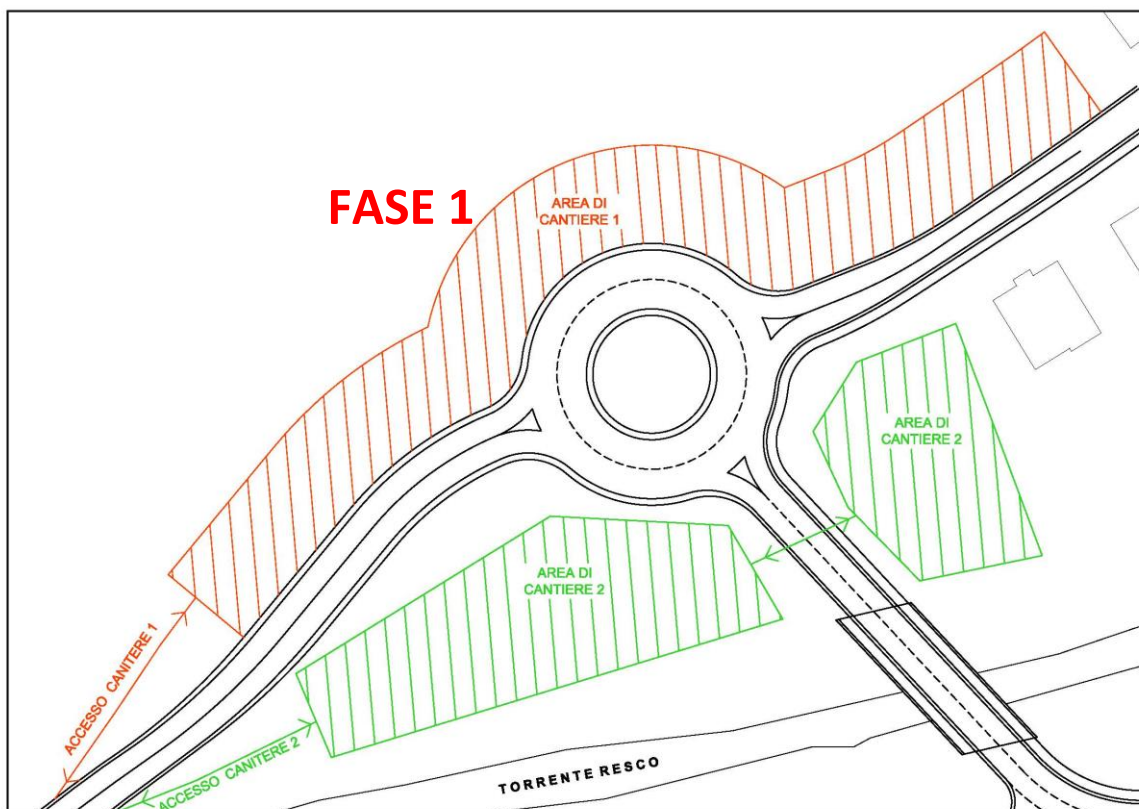 FASE 1
AREA DI
CANTIERE 1
AREA DI
CANTIERE 2
AREA DI
CANTIERE 2
ACCESSO CANITERE 1
ACCESSO CANITERE 2
TORRENTE RESCO